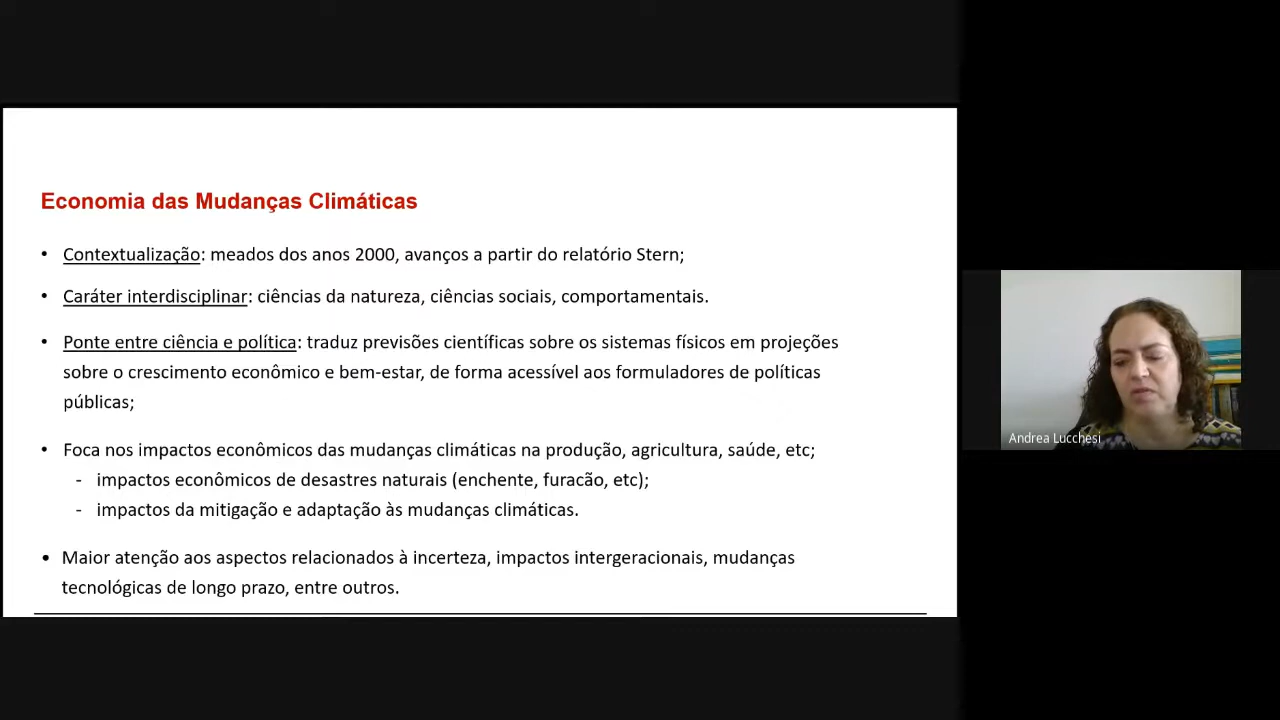 Economia das Mudanças Climáticas
• Contextualização: meados dos anos 2000, avanços a partir do relatório Stern;
• Caráter interdisciplinar: ciências da natureza, ciências sociais, comportamentais.
• Ponte entre ciência e política: traduz previsões científicas sobre os sistemas físicos em projeções
sobre o crescimento econômico e bem-estar, de forma acessível aos formuladores de políticas
públicas;
• Foca nos impactos econômicos das mudanças climáticas na produção, agricultura, saúde, etc;
- impactos econômicos de desastres naturais (enchente, furacão, etc);
- impactos da mitigação e adaptação às mudanças climáticas.
• Maior atenção aos aspectos relacionados à incerteza, impactos intergeracionais, mudanças
tecnológicas de longo prazo, entre outros.
Andrea Lucchesi